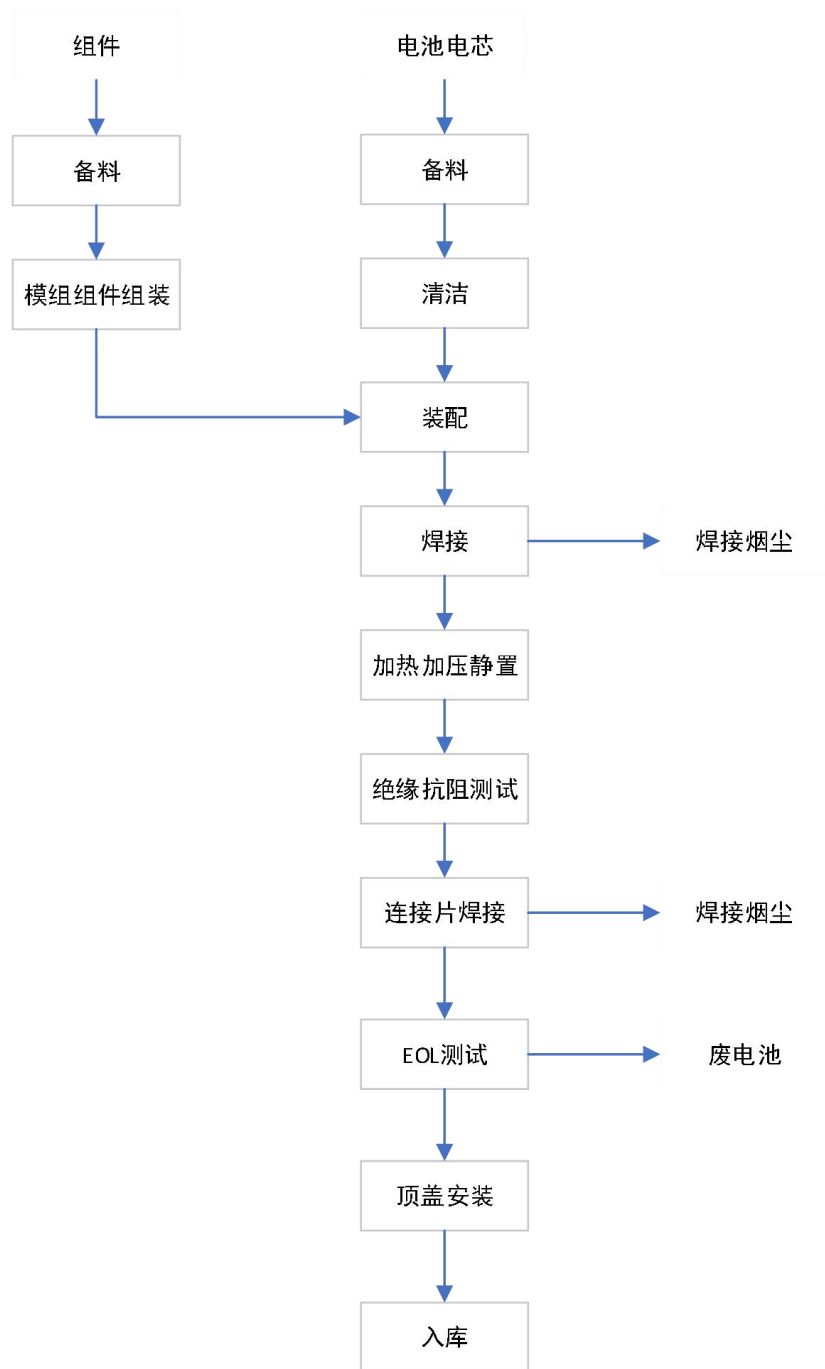 组件
电池电芯
备料
备料
模组组件组装
清洁
装配
焊接
焊接烟尘
加热加压静置
绝缘抗阻测试
连接片焊接
焊接烟尘
EOL测试
废电池
顶盖安装
入库